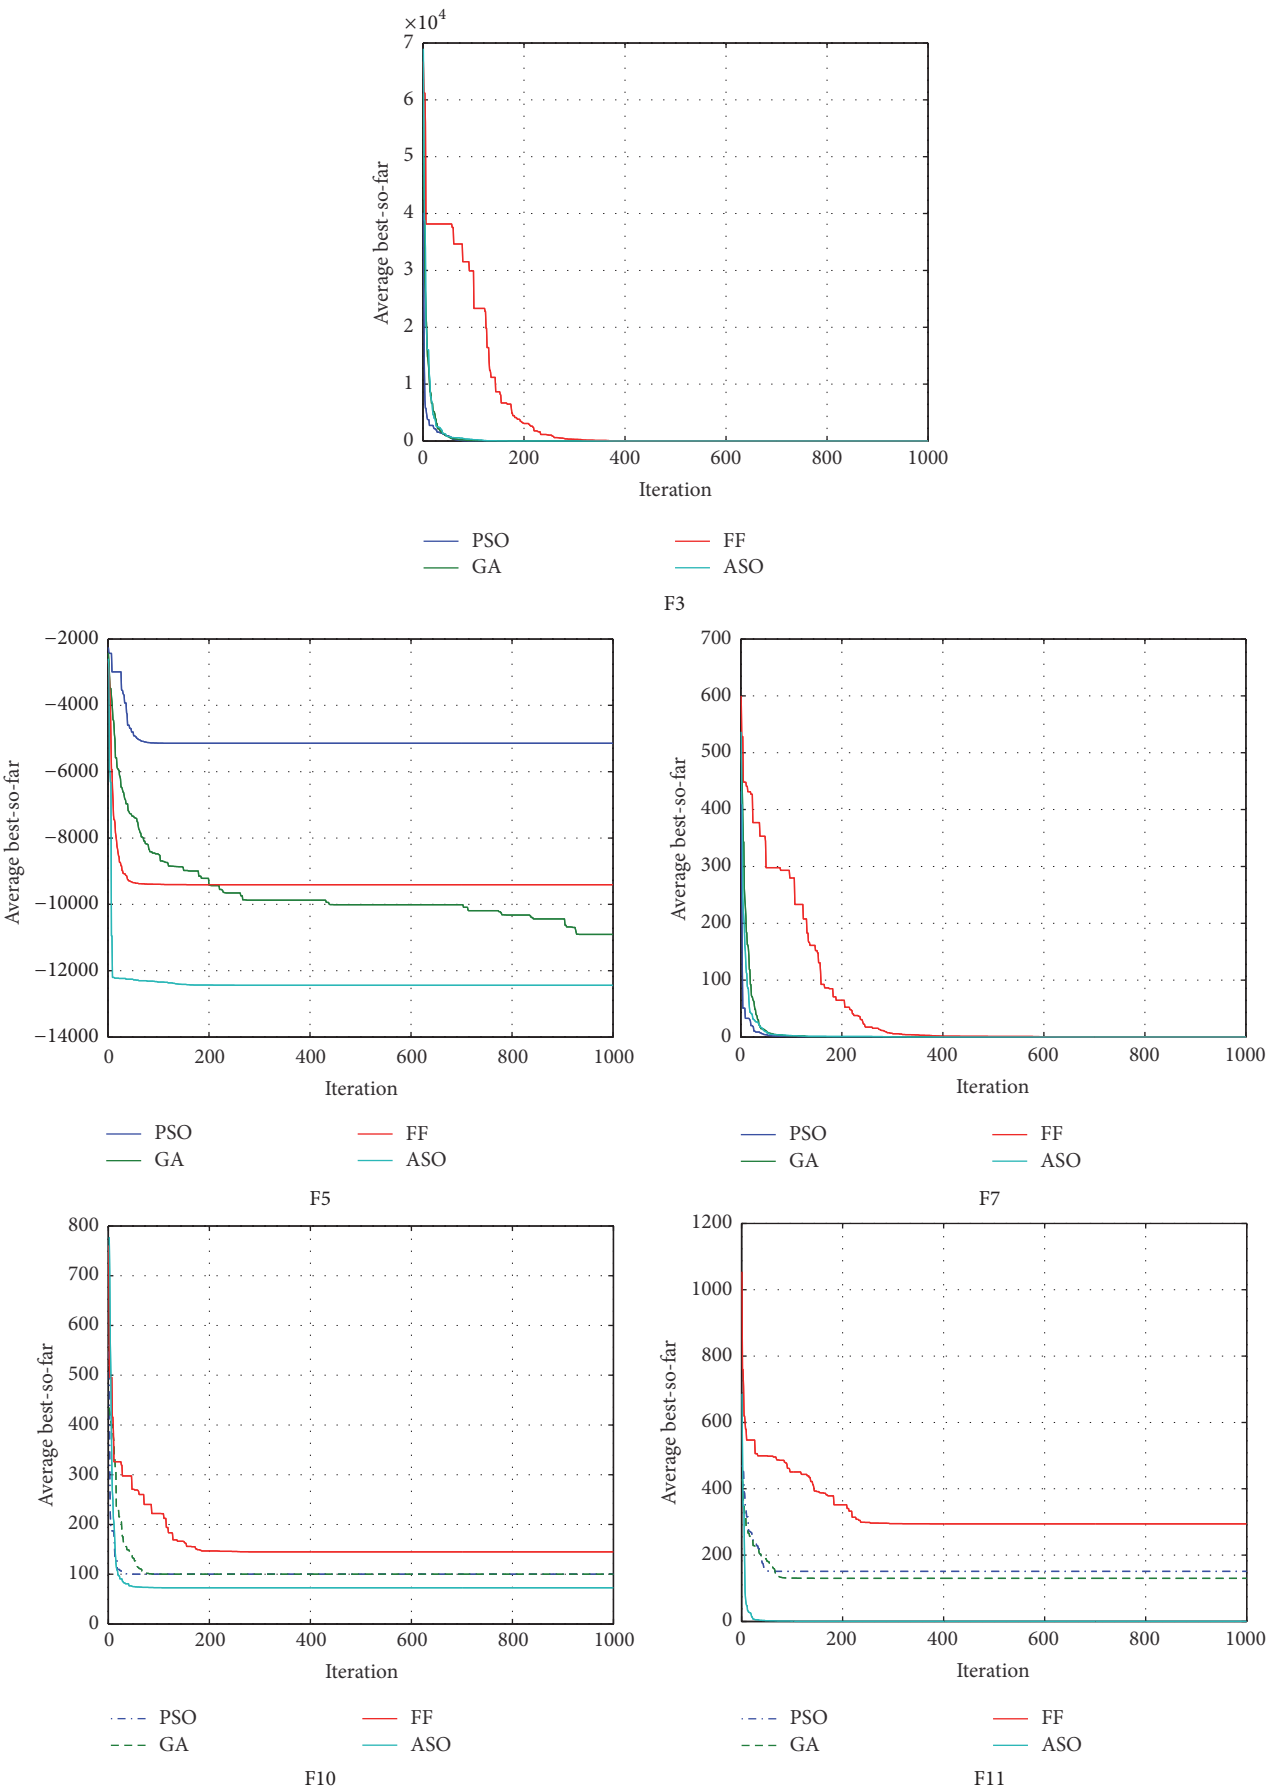 ×10⁴
7
6
5
4
3
2
1
0
Average best-so-far
0 200 400 600 800 1000
Iteration
PSO FF
GA ASO
F3
−2000
−4000
−6000
−8000
−10000
−12000
−14000
Average best-so-far
0 200 400 600 800 1000
Iteration
PSO FF
GA ASO
F5
700
600
500
400
300
200
100
0
Average best-so-far
0 200 400 600 800 1000
Iteration
PSO FF
GA ASO
F7
800
700
600
500
400
300
200
100
0
Average best-so-far
0 200 400 600 800 1000
Iteration
PSO FF
GA ASO
F10
1200
1000
800
600
400
200
0
Average best-so-far
0 200 400 600 800 1000
Iteration
PSO FF
GA ASO
F11